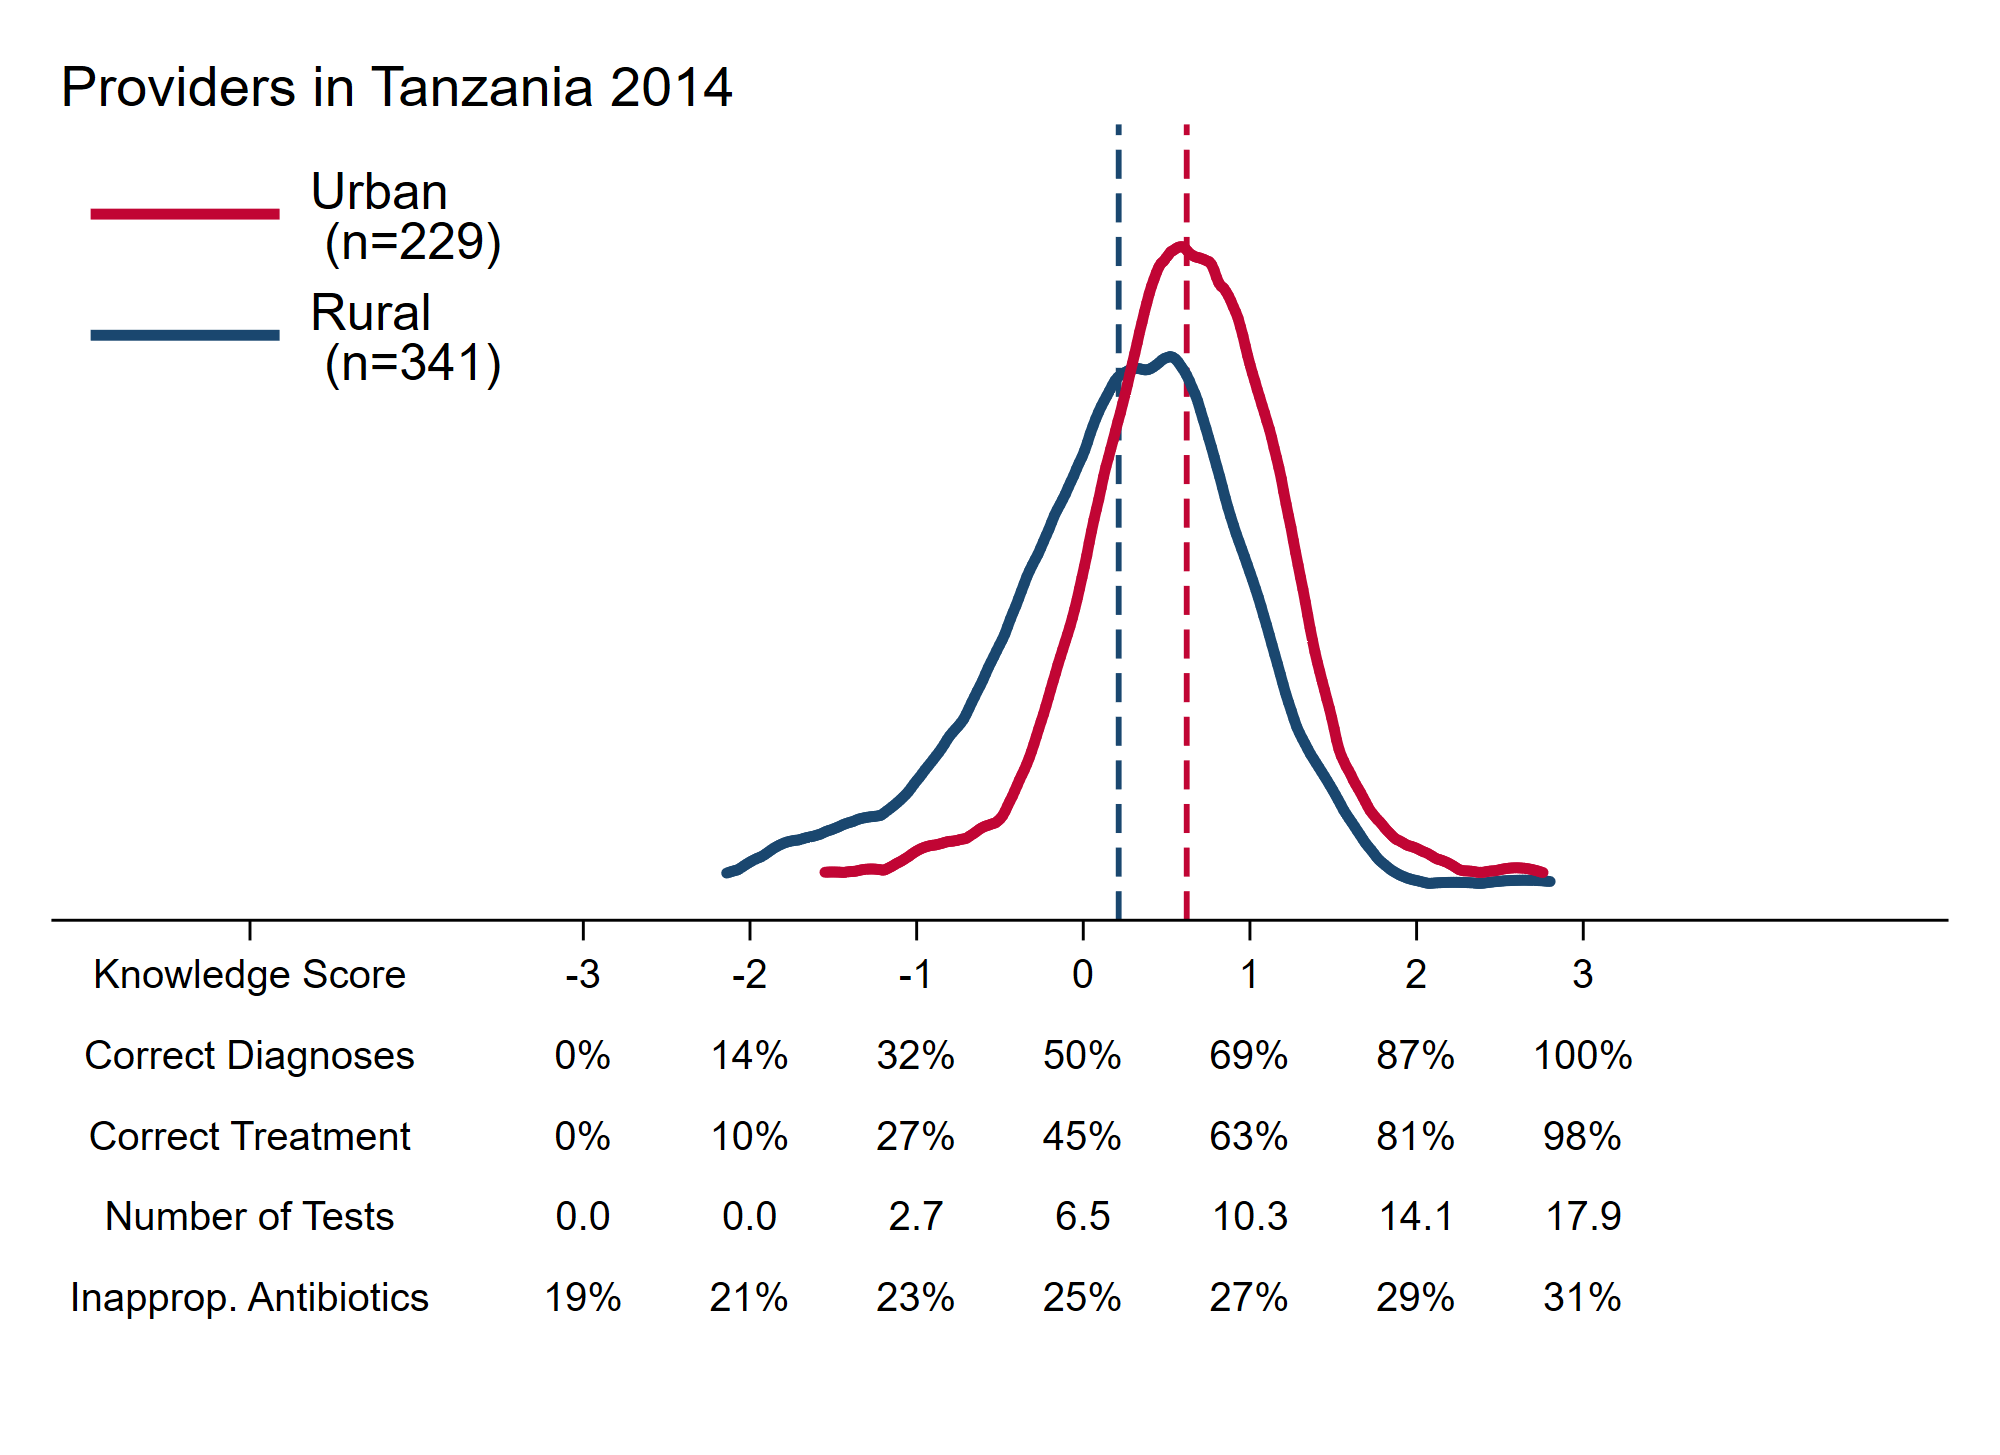 Providers in Tanzania 2014
Urban
(n=229)
Rural
(n=341)
Knowledge Score -3 -2 -1 0 1 2 3
Correct Diagnoses 0% 14% 32% 50% 69% 87% 100%
Correct Treatment 0% 10% 27% 45% 63% 81% 98%
Number of Tests 0.0 0.0 2.7 6.5 10.3 14.1 17.9
Inapprop. Antibiotics 19% 21% 23% 25% 27% 29% 31%